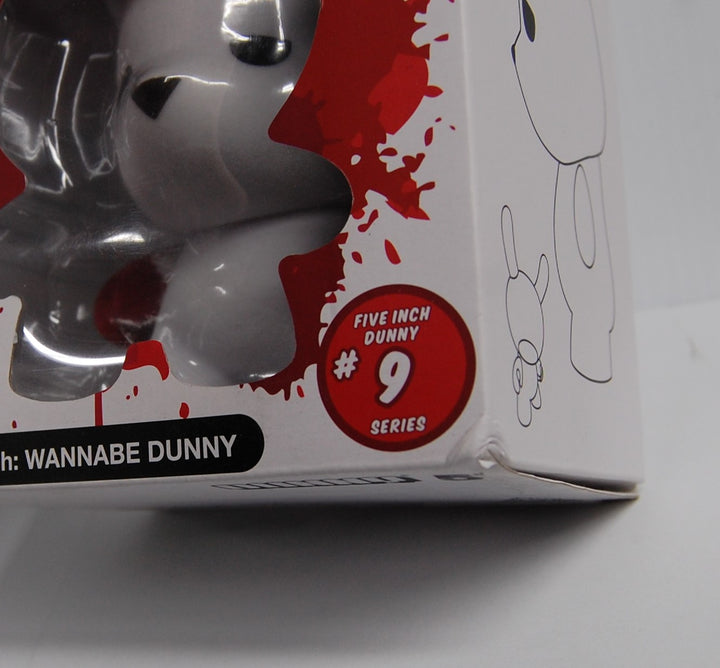 FIVE INCH
DUNNY
# 9
SERIES
h: WANNABE DUNNY